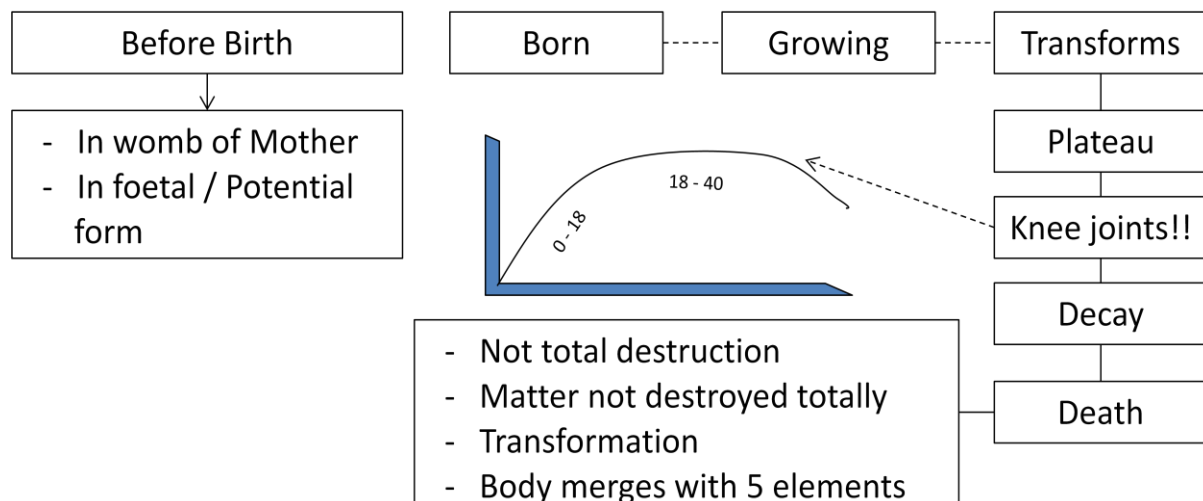 Before Birth
- In womb of Mother
- In foetal / Potential
form
Born
Growing
Transforms
Plateau
Knee joints!!
Decay
Death
0 - 18
18 - 40
- Not total destruction
- Matter not destroyed totally
- Transformation
- Body merges with 5 elements